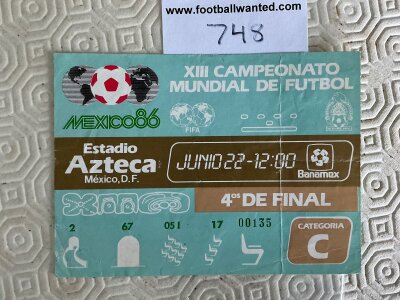 www.footballwanted.com
748
XIII CAMPEONATO
MUNDIAL DE FUTBOL
MEXICO86
FIFA
Estadio
Azteca
México, D.F.
JUNIO 22-12:00
Banamex
4os DE FINAL
2 67 051 17 00135
CATEGORIA
C